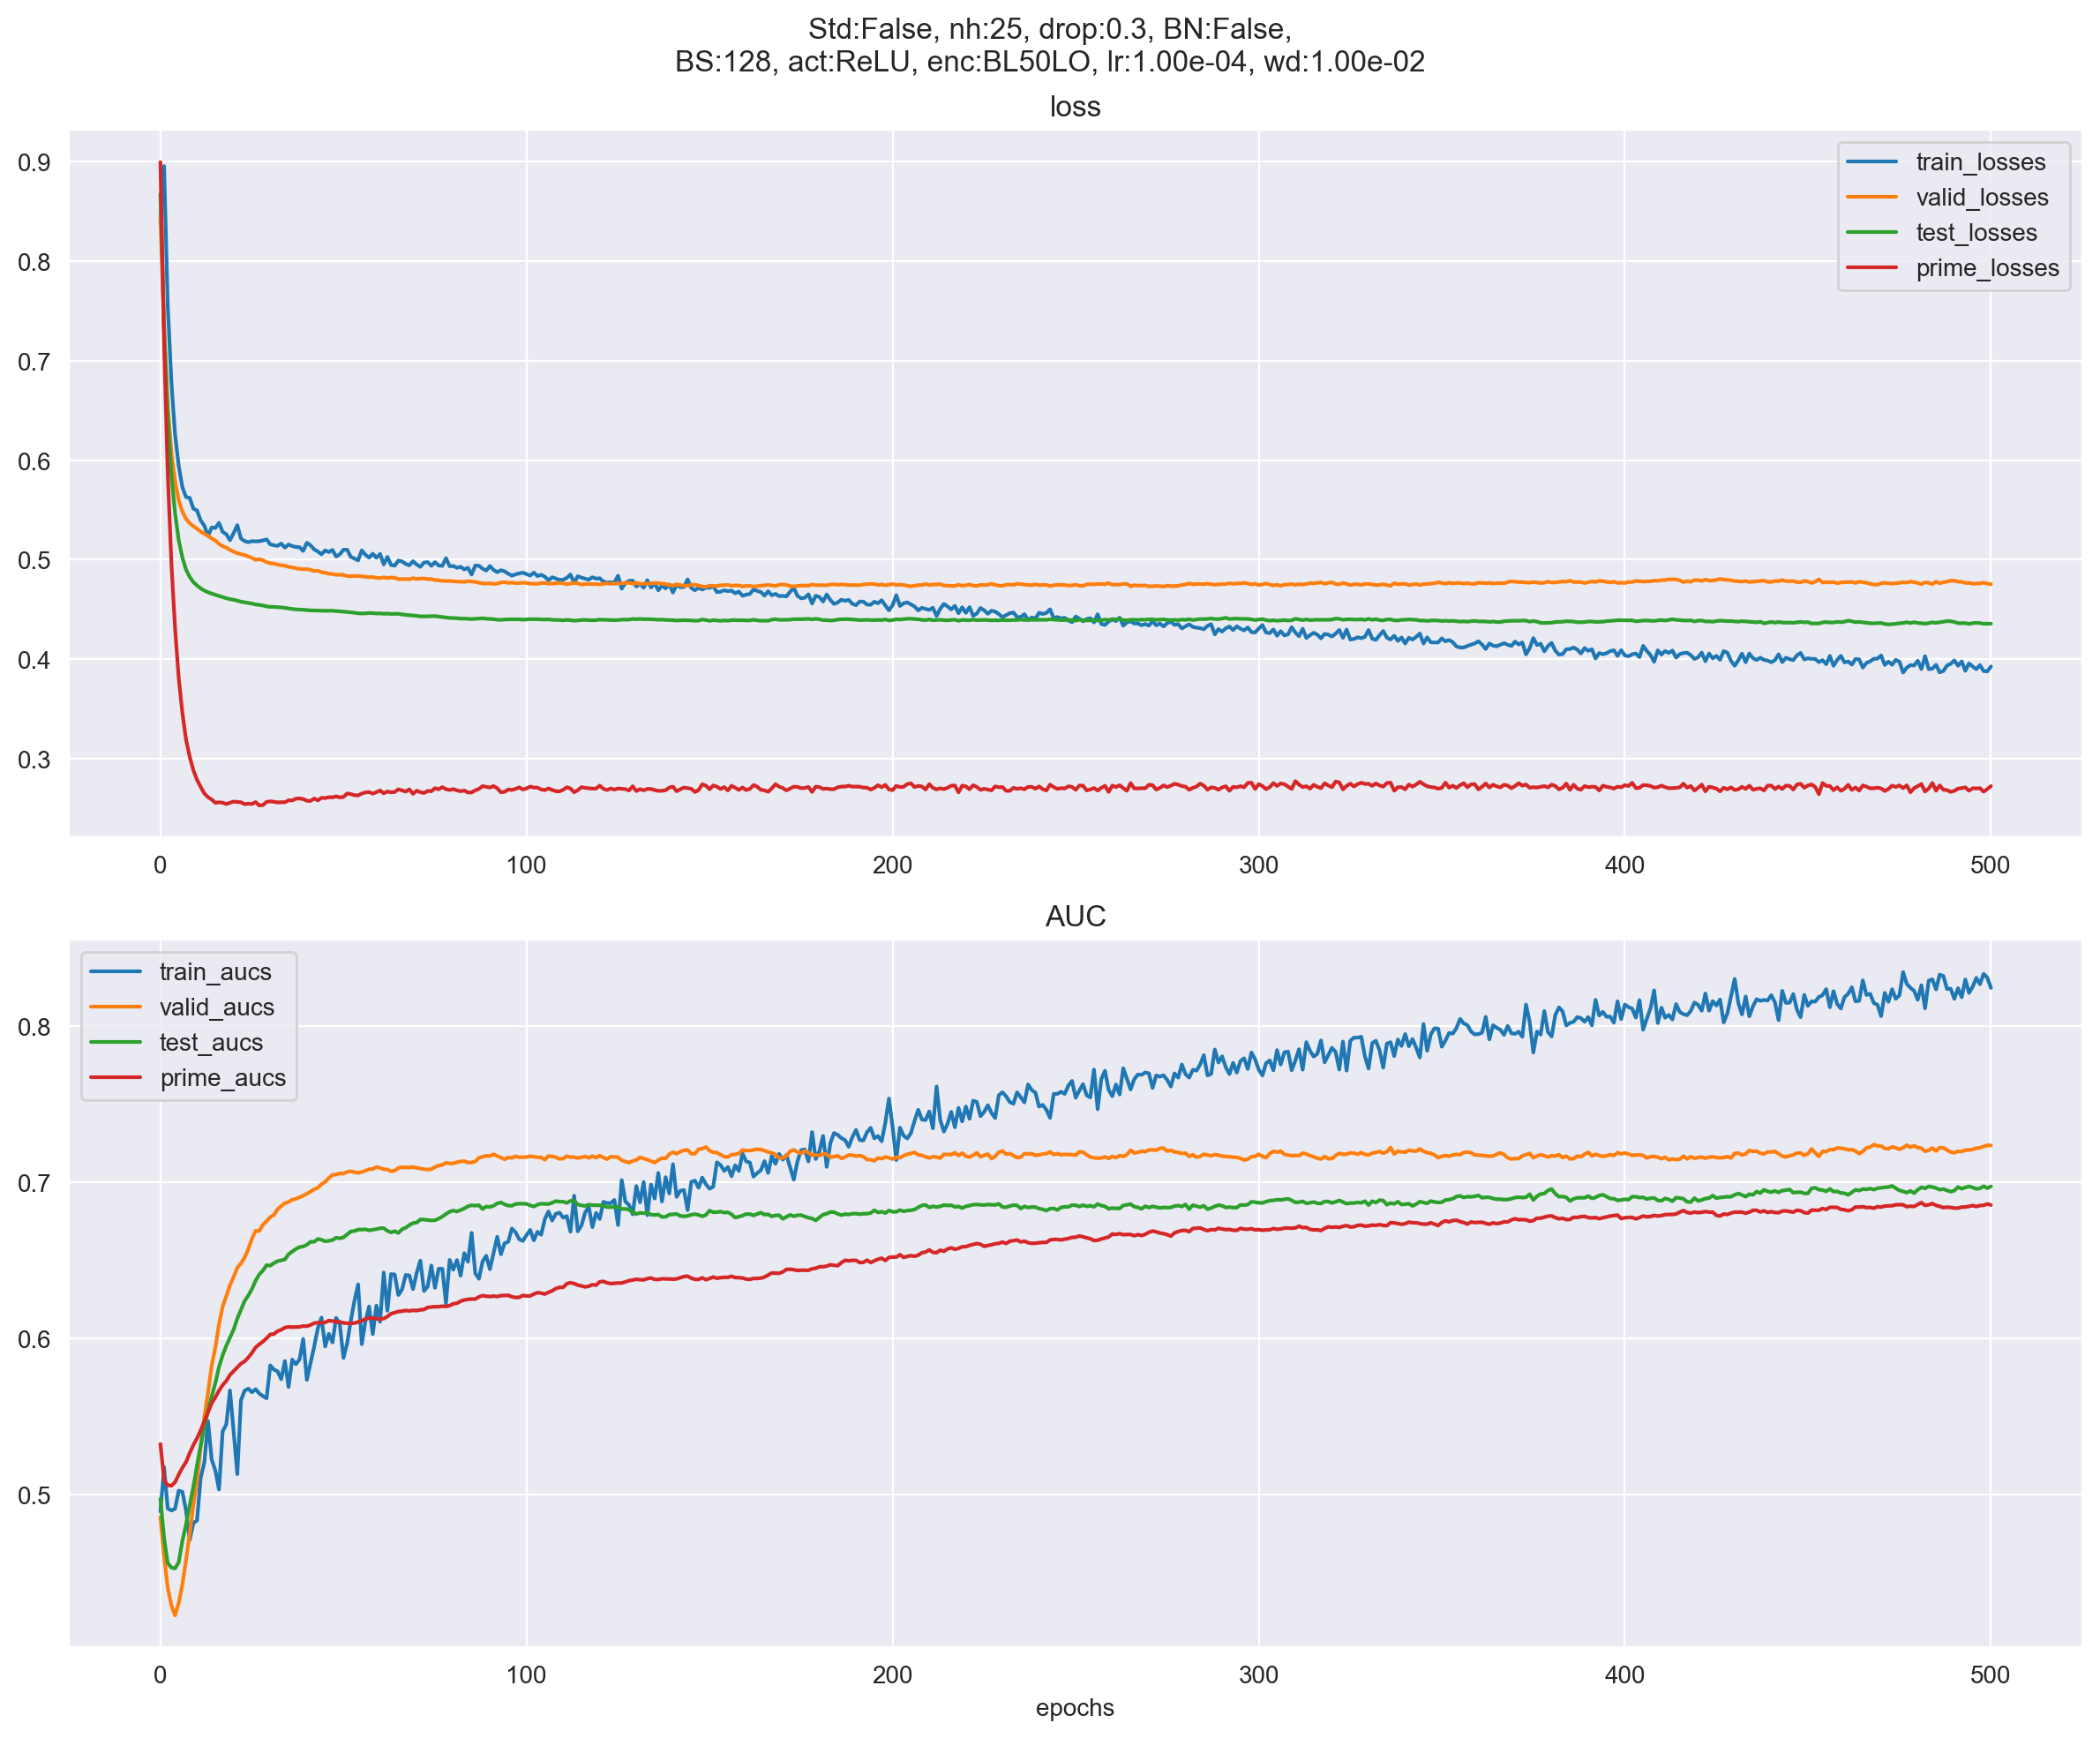 Std:False, nh:25, drop:0.3, BN:False,
BS:128, act:ReLU, enc:BL50LO, lr:1.00e-04, wd:1.00e-02
loss
train_losses
valid_losses
test_losses
prime_losses
0.9
0.8
0.7
0.6
0.5
0.4
0.3
0
100
200
300
400
500
AUC
train_aucs
valid_aucs
test_aucs
prime_aucs
0.8
0.7
0.6
0.5
0
100
200
300
400
500
epochs